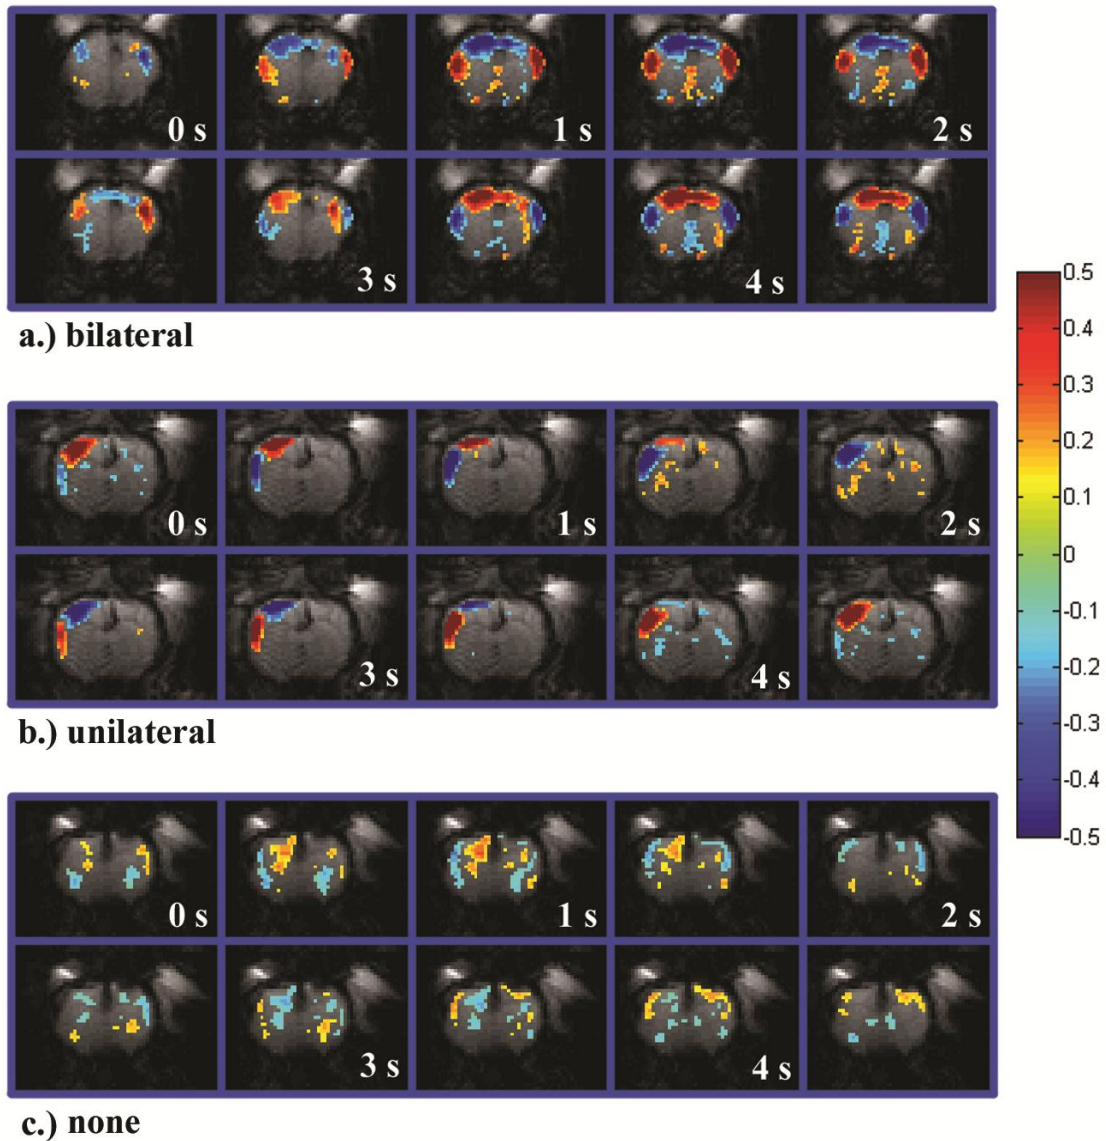 0 s 1 s 2 s
3 s 4 s
a.) bilateral
0.5
0.4
0.3
0.2
0.1
0
-0.1
-0.2
-0.3
-0.4
-0.5
0 s 1 s 2 s
3 s 4 s
b.) unilateral
0 s 1 s 2 s
3 s 4 s
c.) none